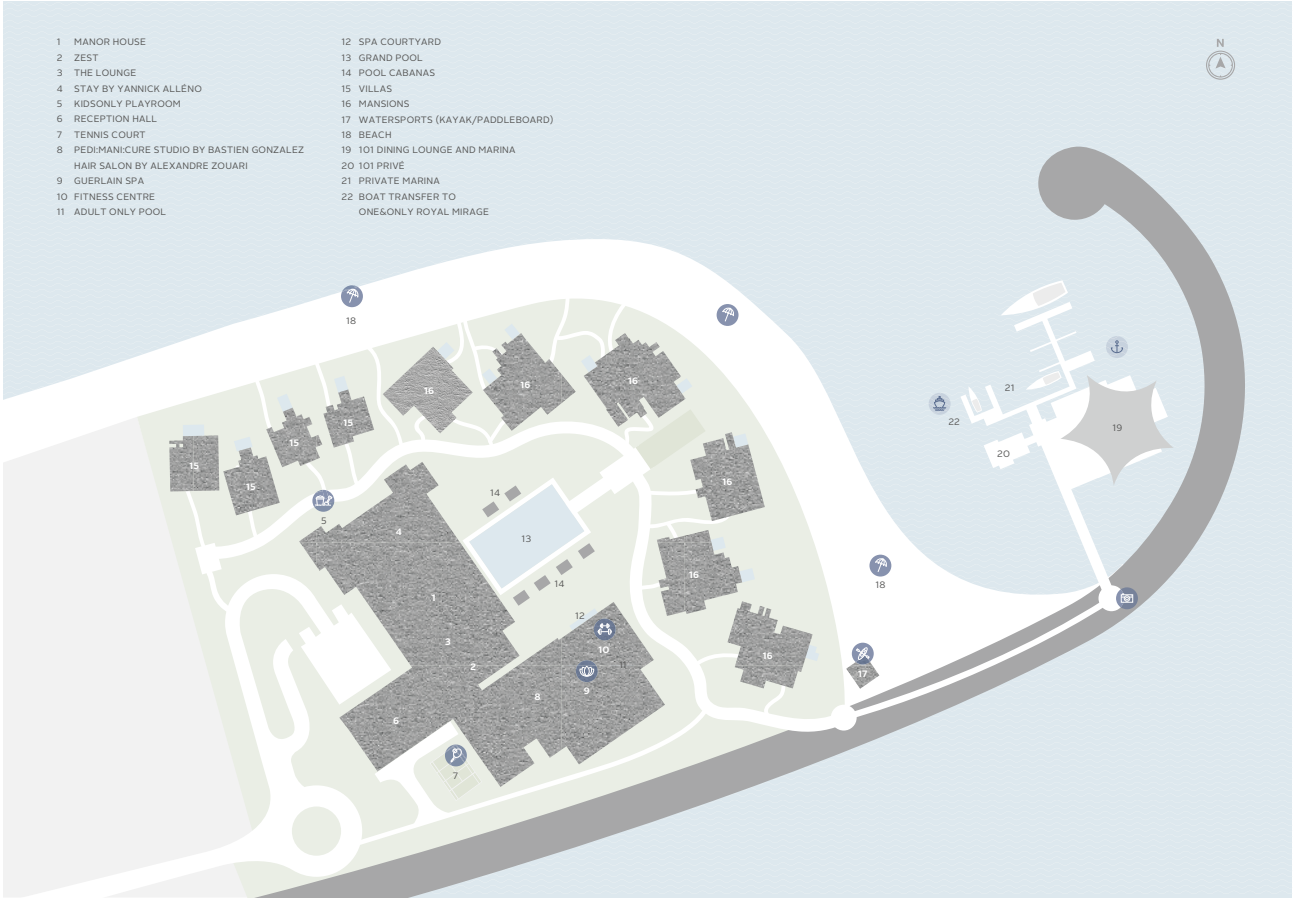 1 MANOR HOUSE
2 ZEST
3 THE LOUNGE
4 STAY BY YANNICK ALLÉNO
5 KIDSONLY PLAYROOM
6 RECEPTION HALL
7 TENNIS COURT
8 PEDI:MANI:CURE STUDIO BY BASTIEN GONZALEZ
HAIR SALON BY ALEXANDRE ZOUARI
9 GUERLAIN SPA
10 FITNESS CENTRE
11 ADULT ONLY POOL
12 SPA COURTYARD
13 GRAND POOL
14 POOL CABANAS
15 VILLAS
16 MANSIONS
17 WATERSPORTS (KAYAK/PADDLEBOARD)
18 BEACH
19 101 DINING LOUNGE AND MARINA
20 101 PRIVÉ
21 PRIVATE MARINA
22 BOAT TRANSFER TO
ONE&ONLY ROYAL MIRAGE
N
18
16
16
16
21
15
15
22
19
20
15
15
16
14
5
4
13
16
14
18
1
12
3
10
16
2
11
17
9
8
6
7